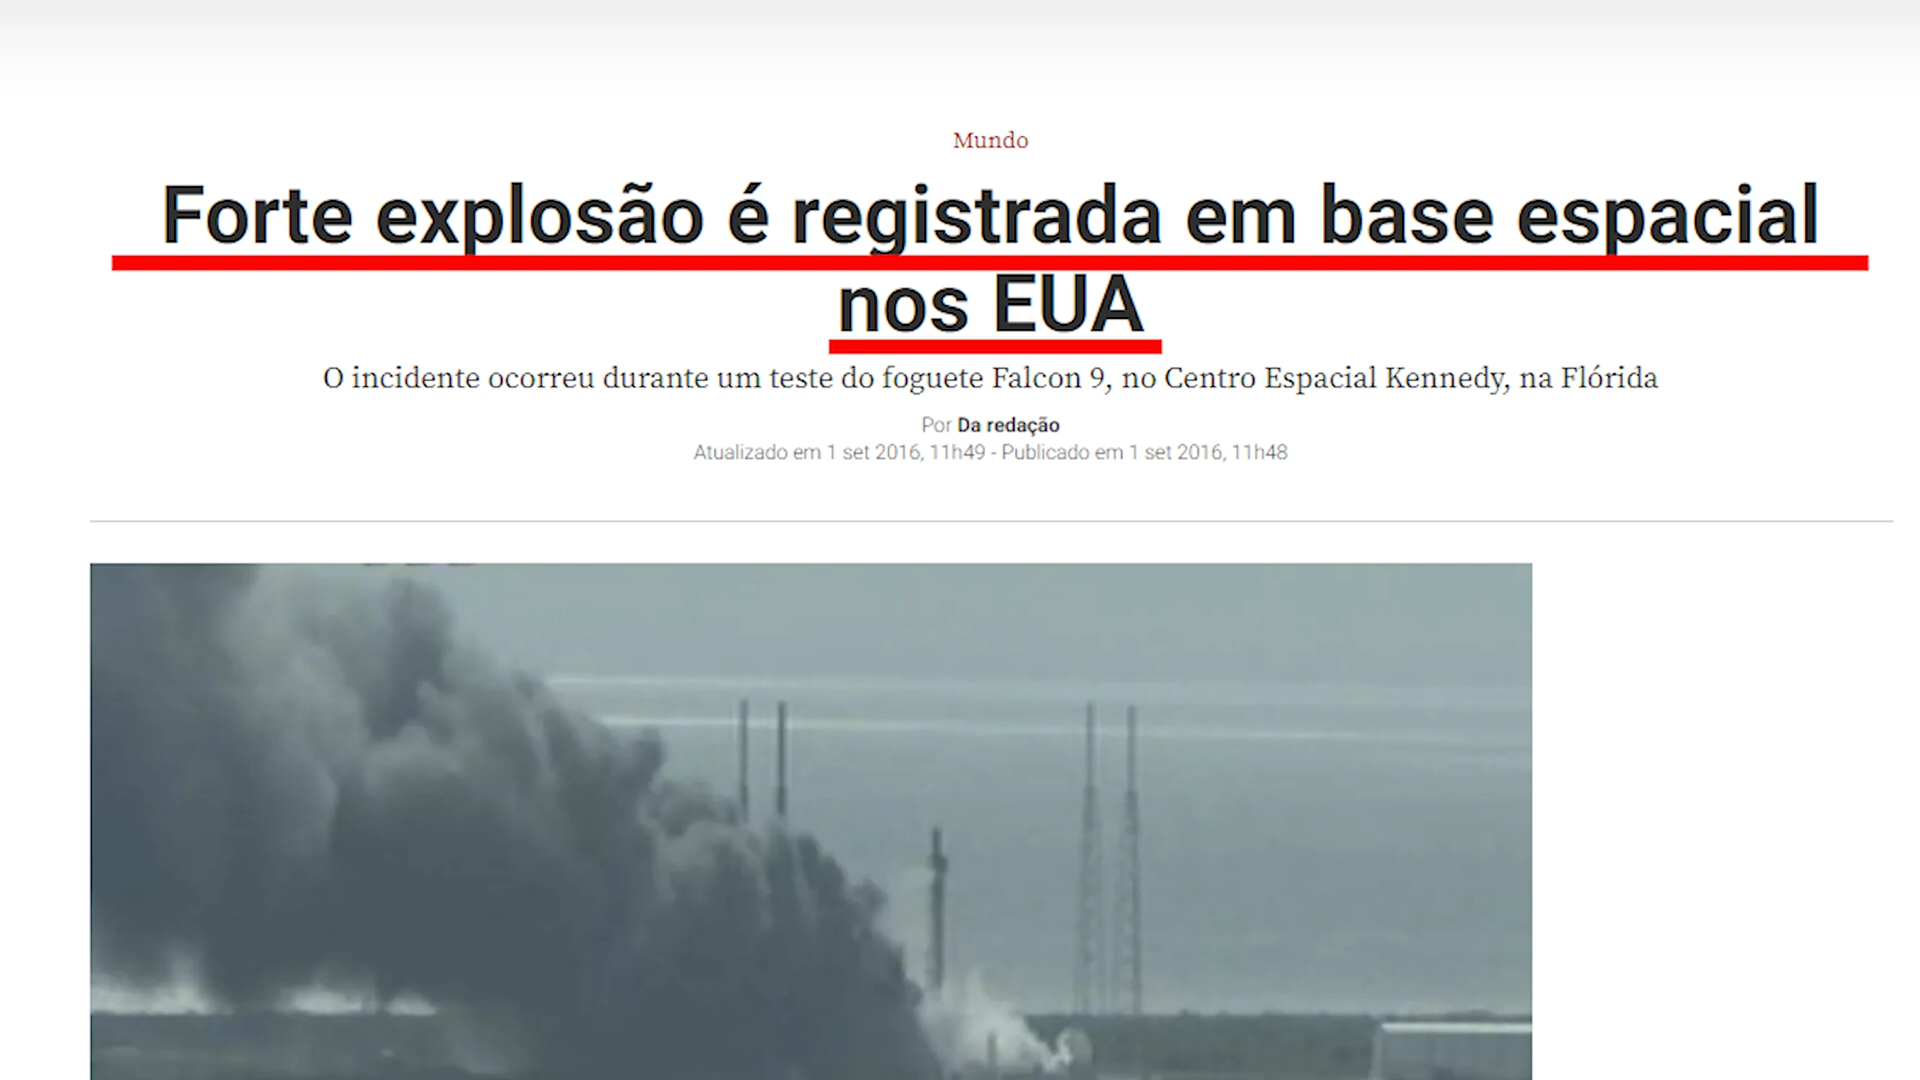 Mundo
Forte explosão é registrada em base espacial
nos EUA
O incidente ocorreu durante um teste do foguete Falcon 9, no Centro Espacial Kennedy, na Flórida
Por Da redação
Atualizado em 1 set 2016, 11h49 - Publicado em 1 set 2016, 11h48